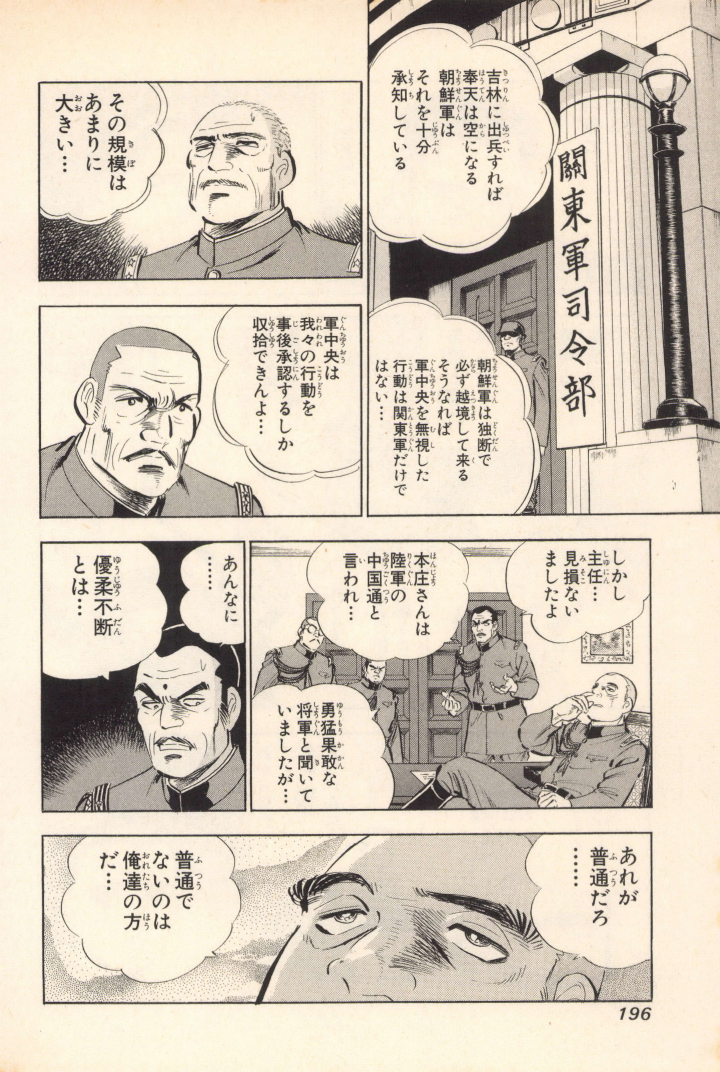 吉林に出兵すれば
奉天は空になる
朝鮮軍は
それを十分
承知している
關東軍司令部
朝鮮軍は独断で
必ず越境して来る
そうなれば
軍中央を無視した
行動は関東軍だけで
はない…
その規模は
あまりに
大きい…
軍中央は
我々の行動を
事後承認するしか
収拾できんよ…
しかし
主任…
見損ない
ましたよ
本庄さんは
陸軍の
中国通と
言われ…
勇猛果敢な
将軍と聞いて
いましたが…
あんなに
……
優柔不断
とは…
あれが
普通だろ
……
普通で
ないのは
俺達の方
だ…
196